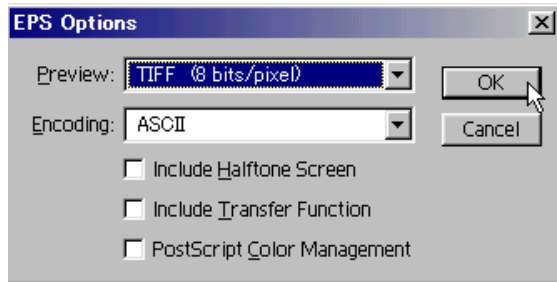 EPS Options
Preview: TIFF (8 bits/pixel)
OK
Encoding: ASCII
Cancel
Include Halftone Screen
Include Transfer Function
PostScript Color Management